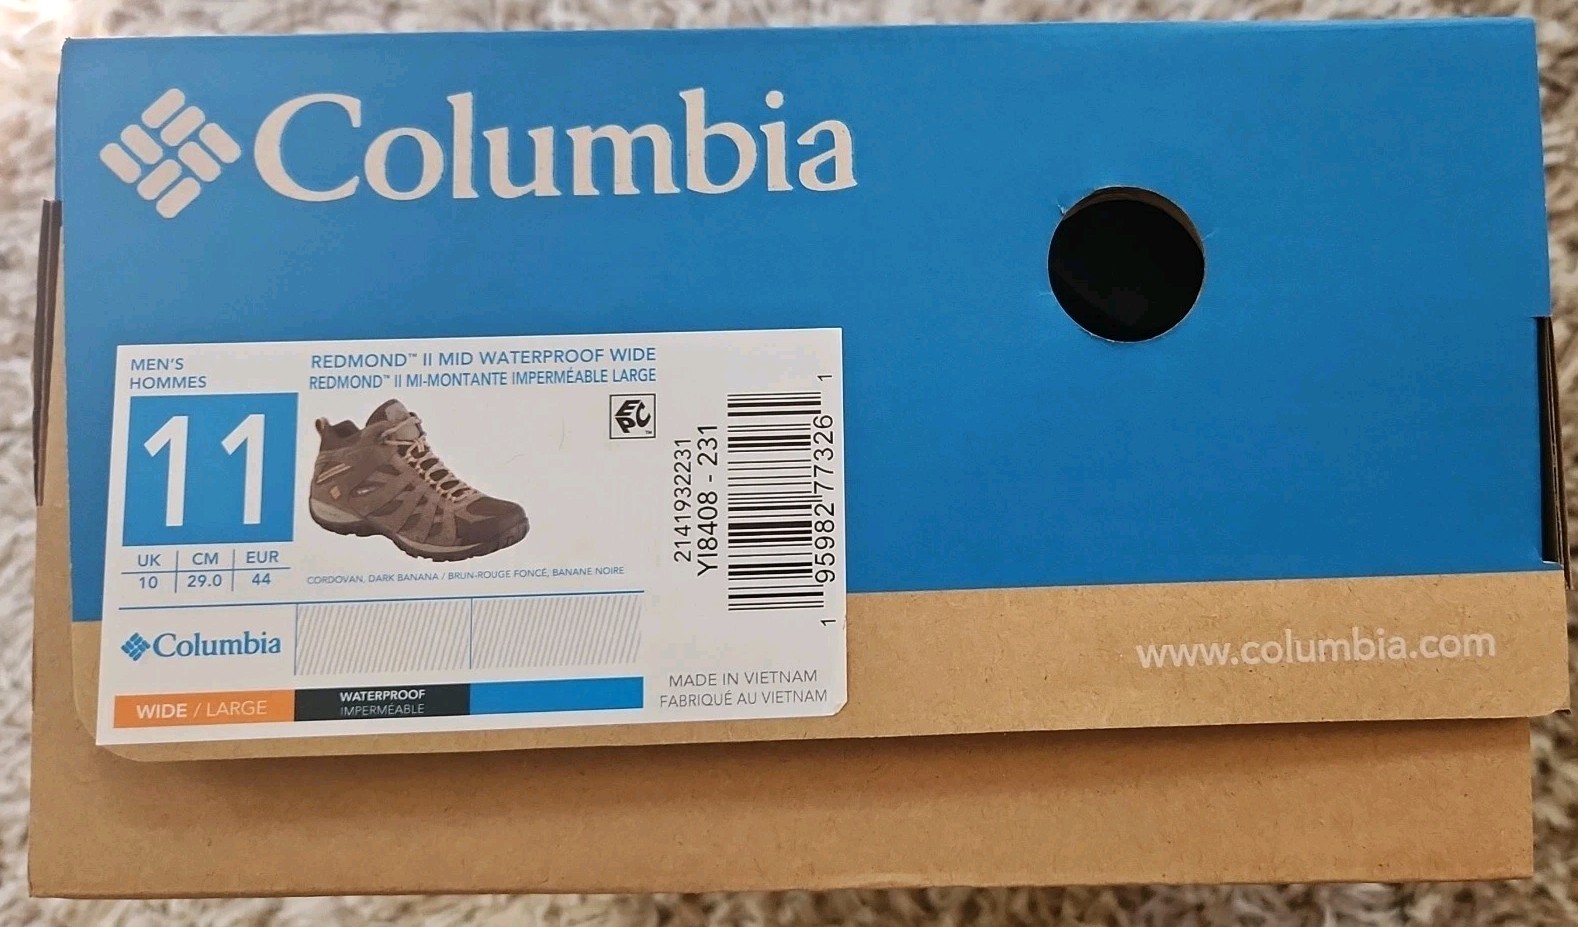 Columbia
MEN'S
HOMMES
11
UK CM EUR
10 29.0 44
REDMOND™ II MID WATERPROOF WIDE
REDMOND™ II MI-MONTANTE IMPERMÉABLE LARGE
PEC™
CORDOVAN, DARK BANANA / BRUN-ROUGE FONCÉ, BANANE NOIRE
2141932231
YI8408 - 231
1 95982 77326 1
Columbia
WIDE / LARGE
WATERPROOF
IMPERMÉABLE
MADE IN VIETNAM
FABRIQUÉ AU VIETNAM
www.columbia.com